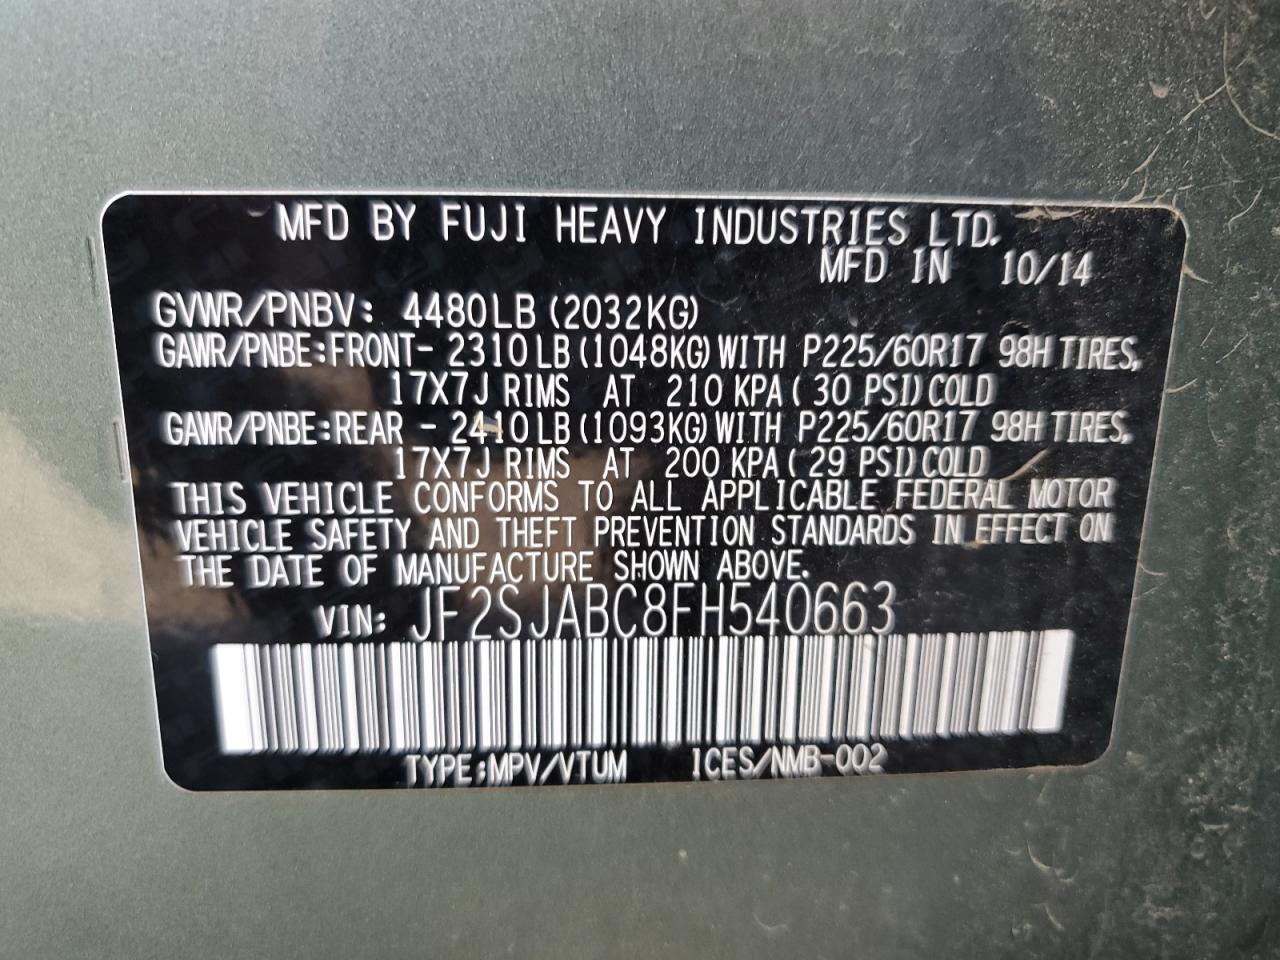 MFD BY FUJI HEAVY INDUSTRIES LTD.
MFD IN 10/14
GVWR/PNBV: 4480LB (2032KG)
GAWR/PNBE:FRONT- 2310LB (1048KG) WITH P225/60R17 98H TIRES,
17X7J RIMS AT 210 KPA ( 30 PSI) COLD
GAWR/PNBE:REAR - 2410LB (1093KG) WITH P225/60R17 98H TIRES,
17X7J RIMS AT 200 KPA ( 29 PSI) COLD
THIS VEHICLE CONFORMS TO ALL APPLICABLE FEDERAL MOTOR
VEHICLE SAFETY AND THEFT PREVENTION STANDARDS IN EFFECT ON
THE DATE OF MANUFACTURE SHOWN ABOVE.
VIN: JF2SJABC8FH540663
TYPE:MPV/VTUM ICES/NMB-002